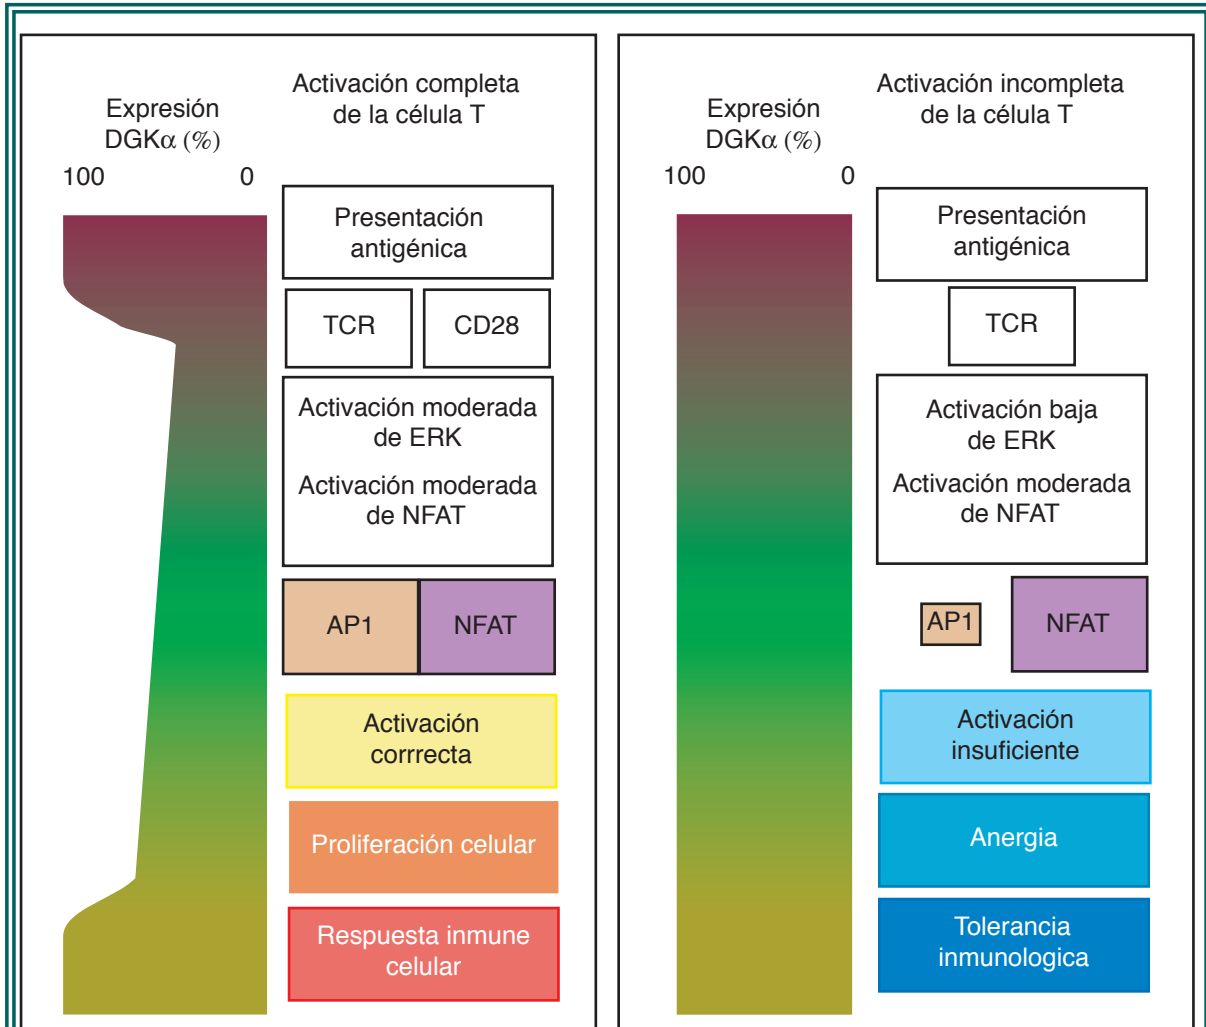 Activación completa
de la célula T
Expresión
DGKα (%)
100 0
Presentación
antigénica
TCR
CD28
Activación moderada
de ERK
Activación moderada
de NFAT
AP1
NFAT
Activación
corrrecta
Proliferación celular
Respuesta inmune
celular
Activación incompleta
de la célula T
Expresión
DGKα (%)
100 0
Presentación
antigénica
TCR
Activación baja
de ERK
Activación moderada
de NFAT
AP1
NFAT
Activación
insuficiente
Anergia
Tolerancia
inmunologica